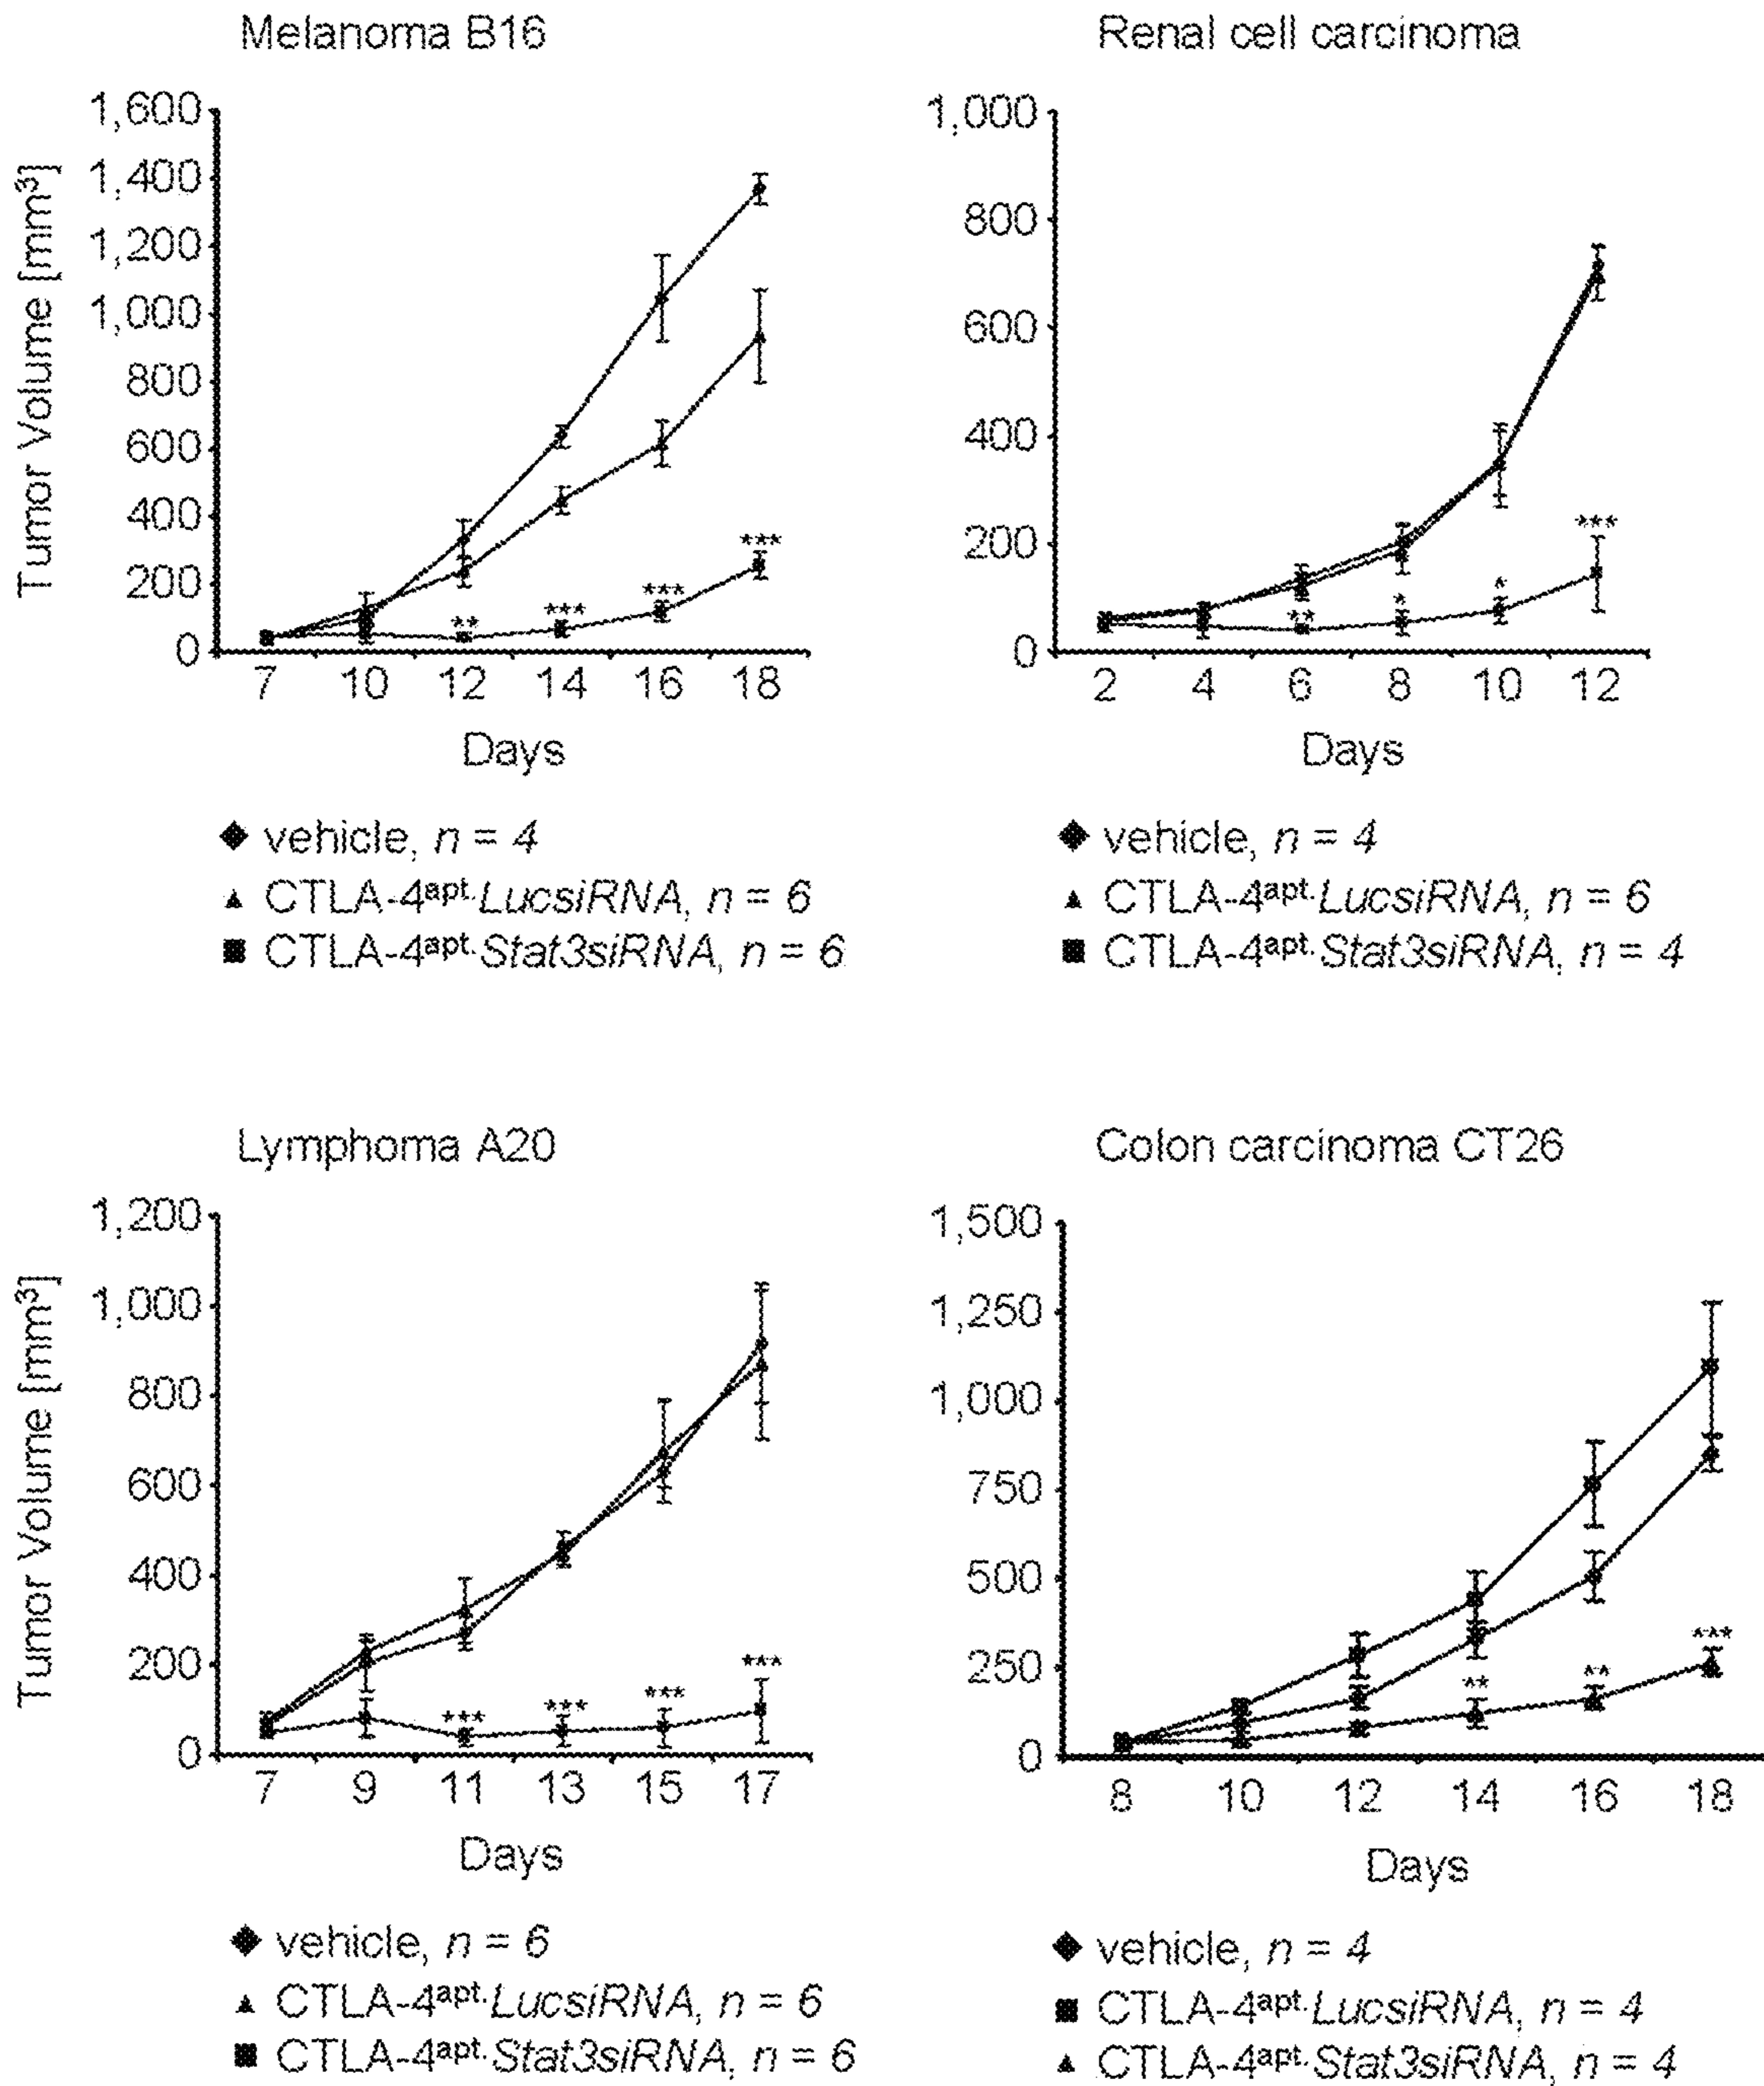 Melanoma B16
Tumor Volume [mm³]
1,600
1,400
1,200
1,000
800
600
400
200
0
***
***
***
**
7 10 12 14 16 18
Days
◆ vehicle, n = 4
▲ CTLA-4apt.LucsiRNA, n = 6
■ CTLA-4apt.Stat3siRNA, n = 6
Renal cell carcinoma
1,000
800
600
400
200
0
***
*
*
**
2 4 6 8 10 12
Days
◆ vehicle, n = 4
▲ CTLA-4apt.LucsiRNA, n = 6
■ CTLA-4apt.Stat3siRNA, n = 4
Lymphoma A20
Tumor Volume [mm³]
1,200
1,000
800
600
400
200
0
*** *** *** ***
7 9 11 13 15 17
Days
◆ vehicle, n = 6
▲ CTLA-4apt.LucsiRNA, n = 6
■ CTLA-4apt.Stat3siRNA, n = 6
Colon carcinoma CT26
1,500
1,250
1,000
750
500
250
0
** ** ***
8 10 12 14 16 18
Days
◆ vehicle, n = 4
■ CTLA-4apt.LucsiRNA, n = 4
▲ CTLA-4apt.Stat3siRNA, n = 4